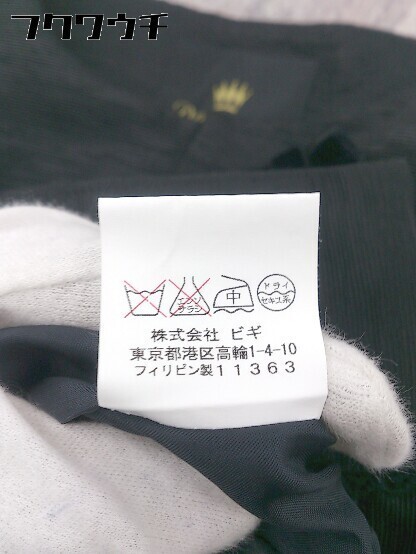 フクワウチ
エンソ
サラシ
中
ドライ
セキユ系
株式会社 ビギ
東京都港区高輪1-4-10
フィリピン製11363